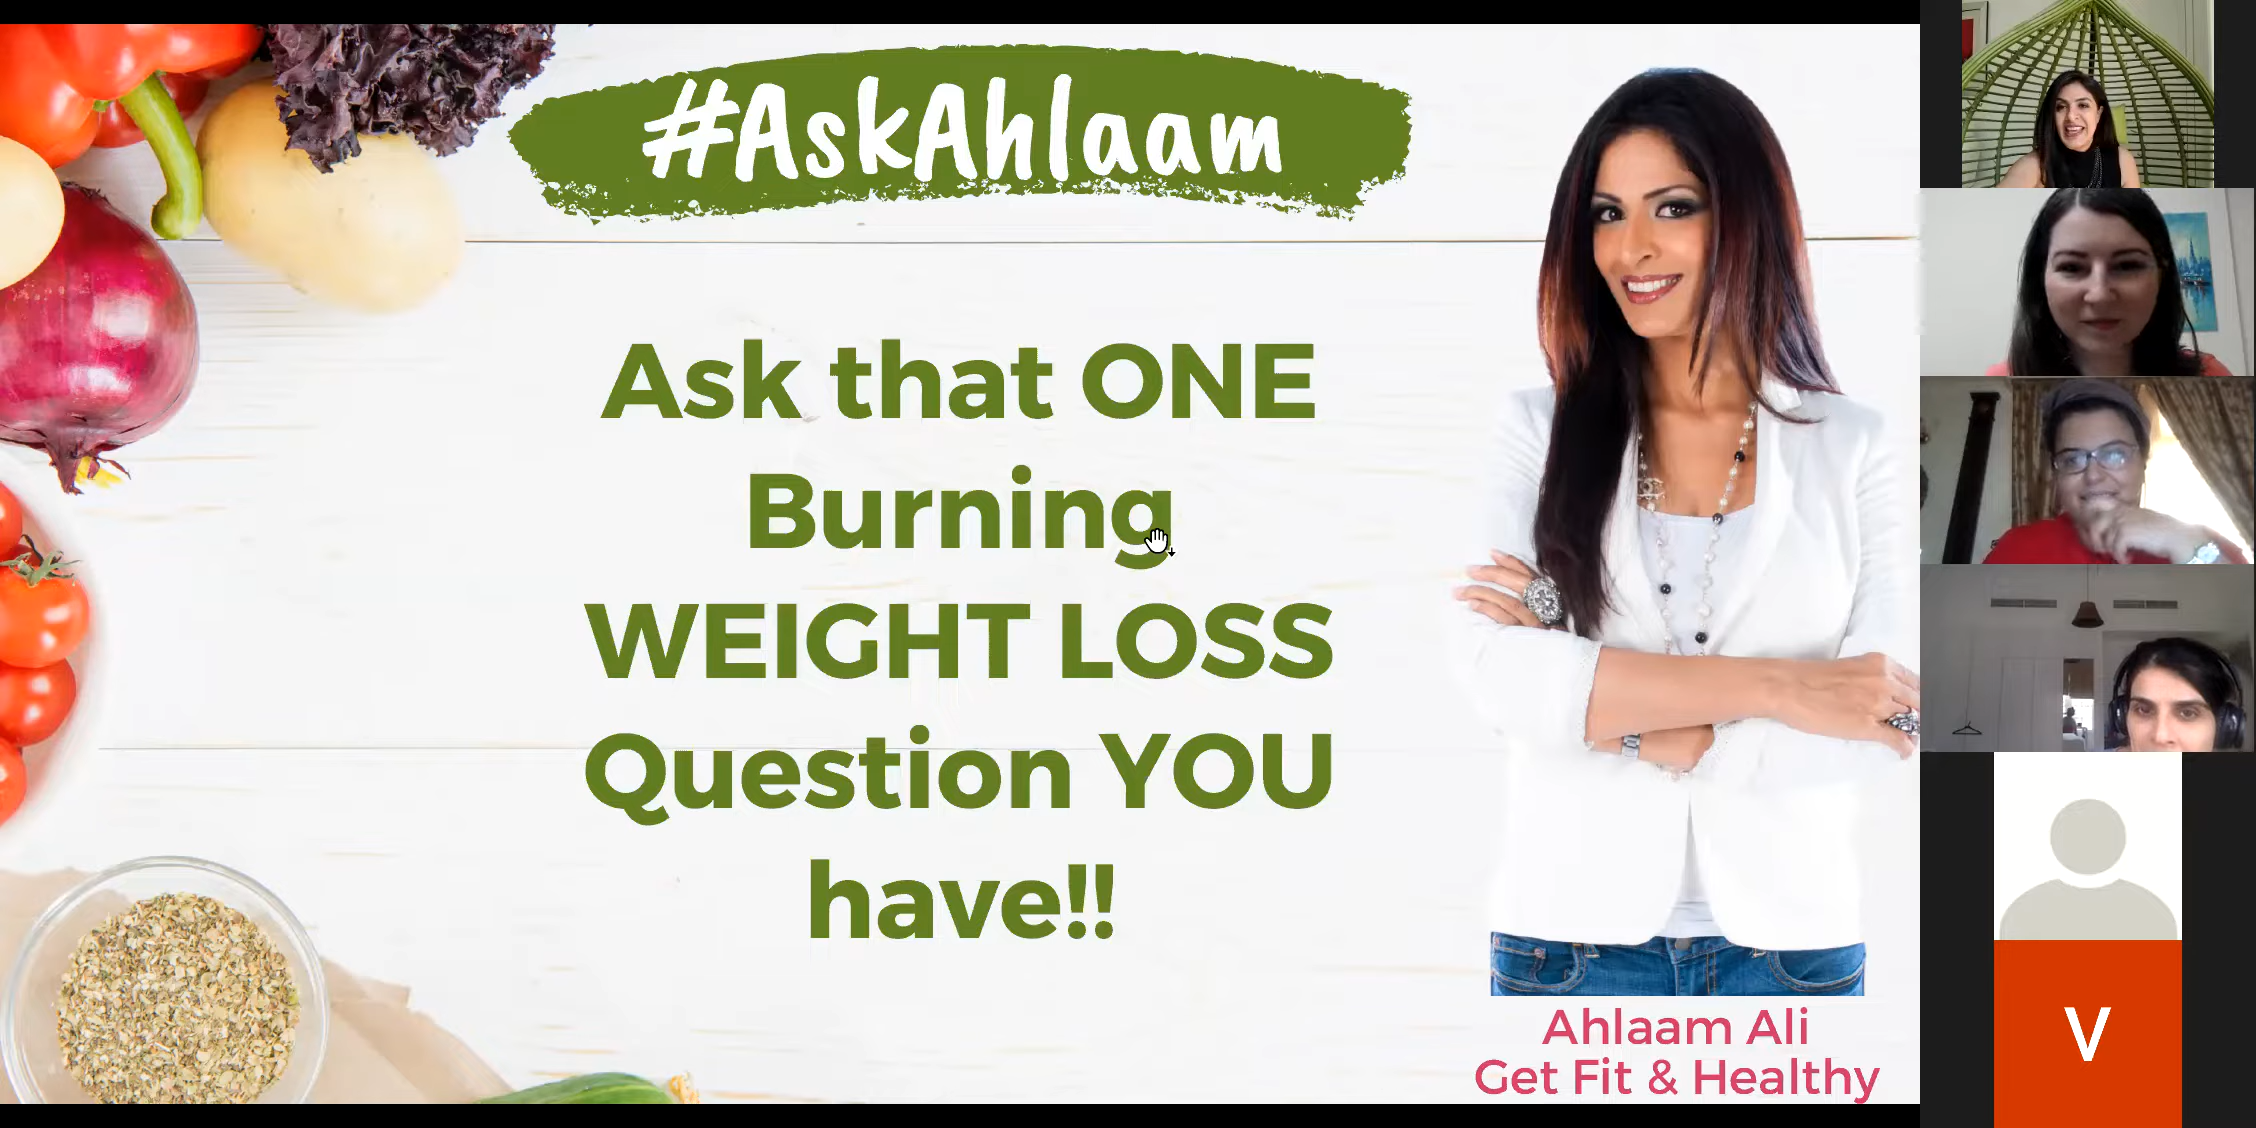 #AskAhlaam
Ask that ONE
Burning
WEIGHT LOSS
Question YOU
have!!
Ahlaam Ali
Get Fit & Healthy
V